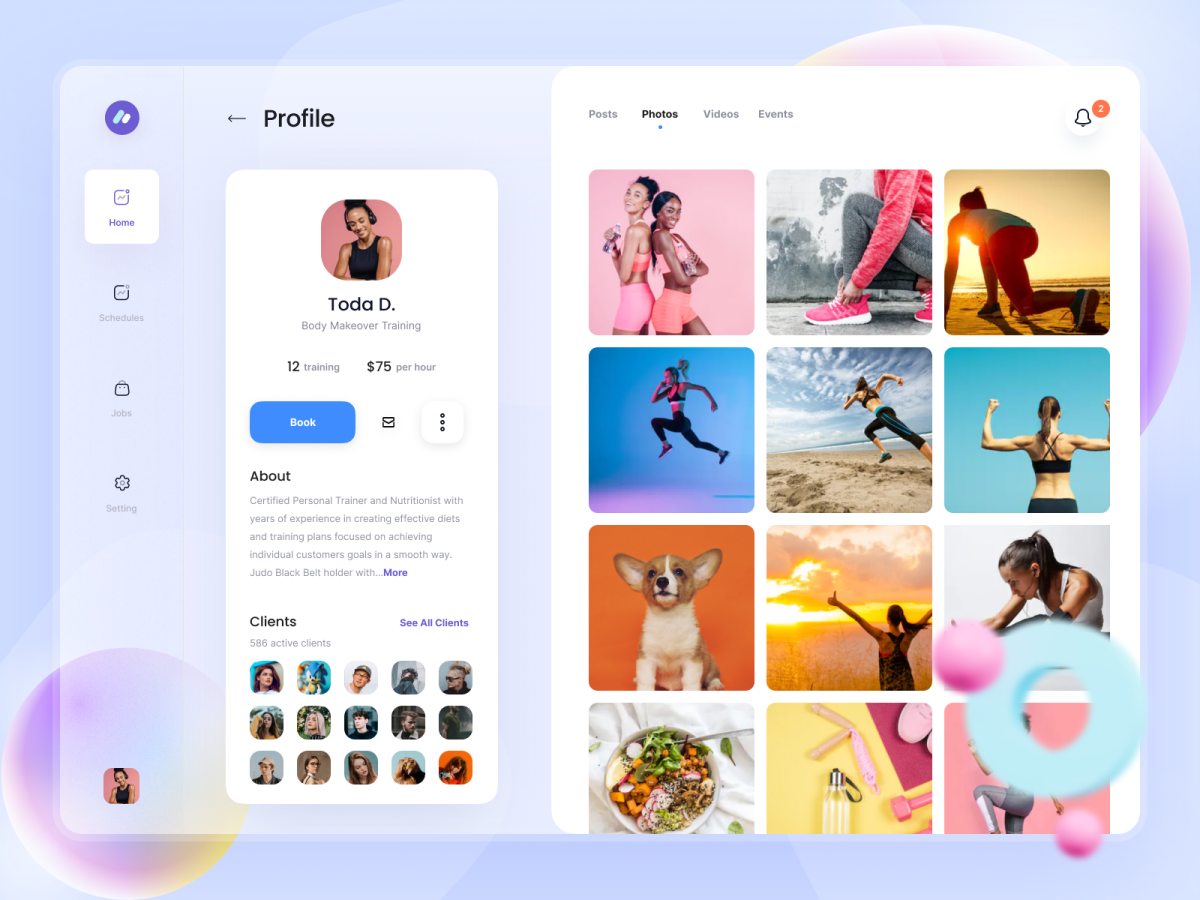 Profile
Home
Schedules
Jobs
Setting
Toda D.
Body Makeover Training
12 training $75 per hour
Book
About
Certified Personal Trainer and Nutritionist with
years of experience in creating effective diets
and training plans focused on achieving
individual customers goals in a smooth way.
Judo Black Belt holder with...More
Clients See All Clients
586 active clients
Posts Photos Videos Events
2